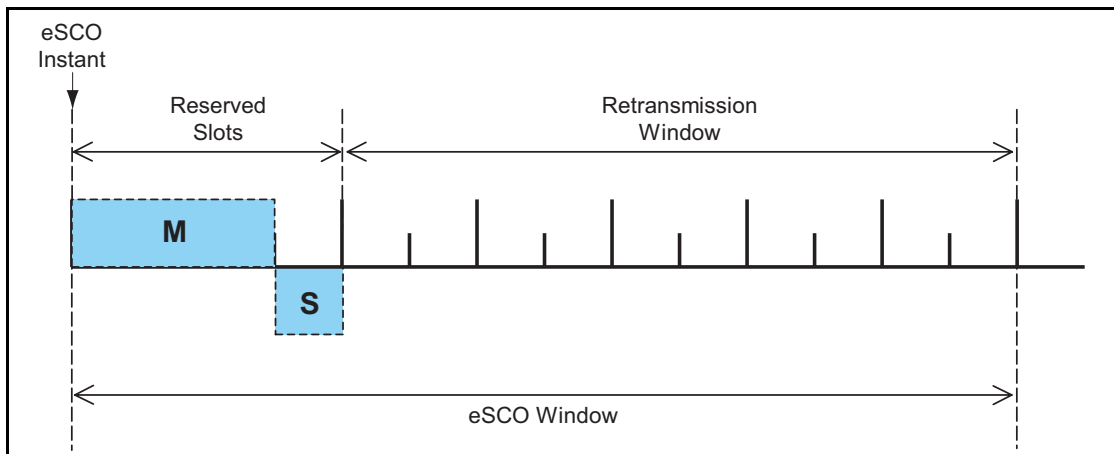 eSCO
Instant
Reserved
Slots
Retransmission
Window
M
S
eSCO Window